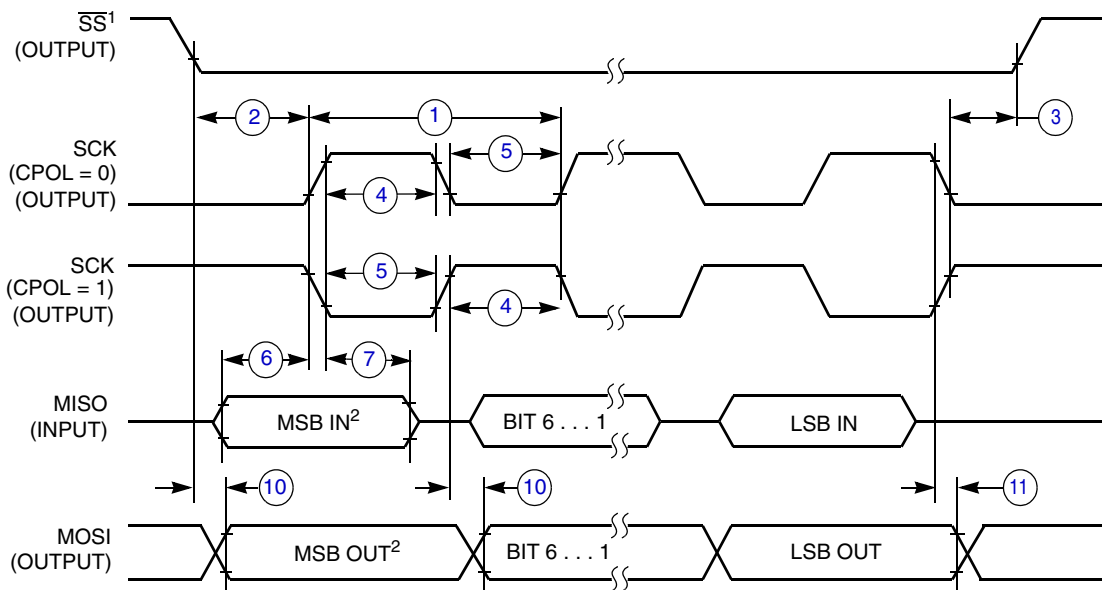 SS¹
(OUTPUT)
2
1
3
SCK
(CPOL = 0)
(OUTPUT)
5
4
SCK
(CPOL = 1)
(OUTPUT)
5
4
6
7
MISO
(INPUT)
MSB IN²
BIT 6 . . . 1
LSB IN
10
10
11
MOSI
(OUTPUT)
MSB OUT²
BIT 6 . . . 1
LSB OUT